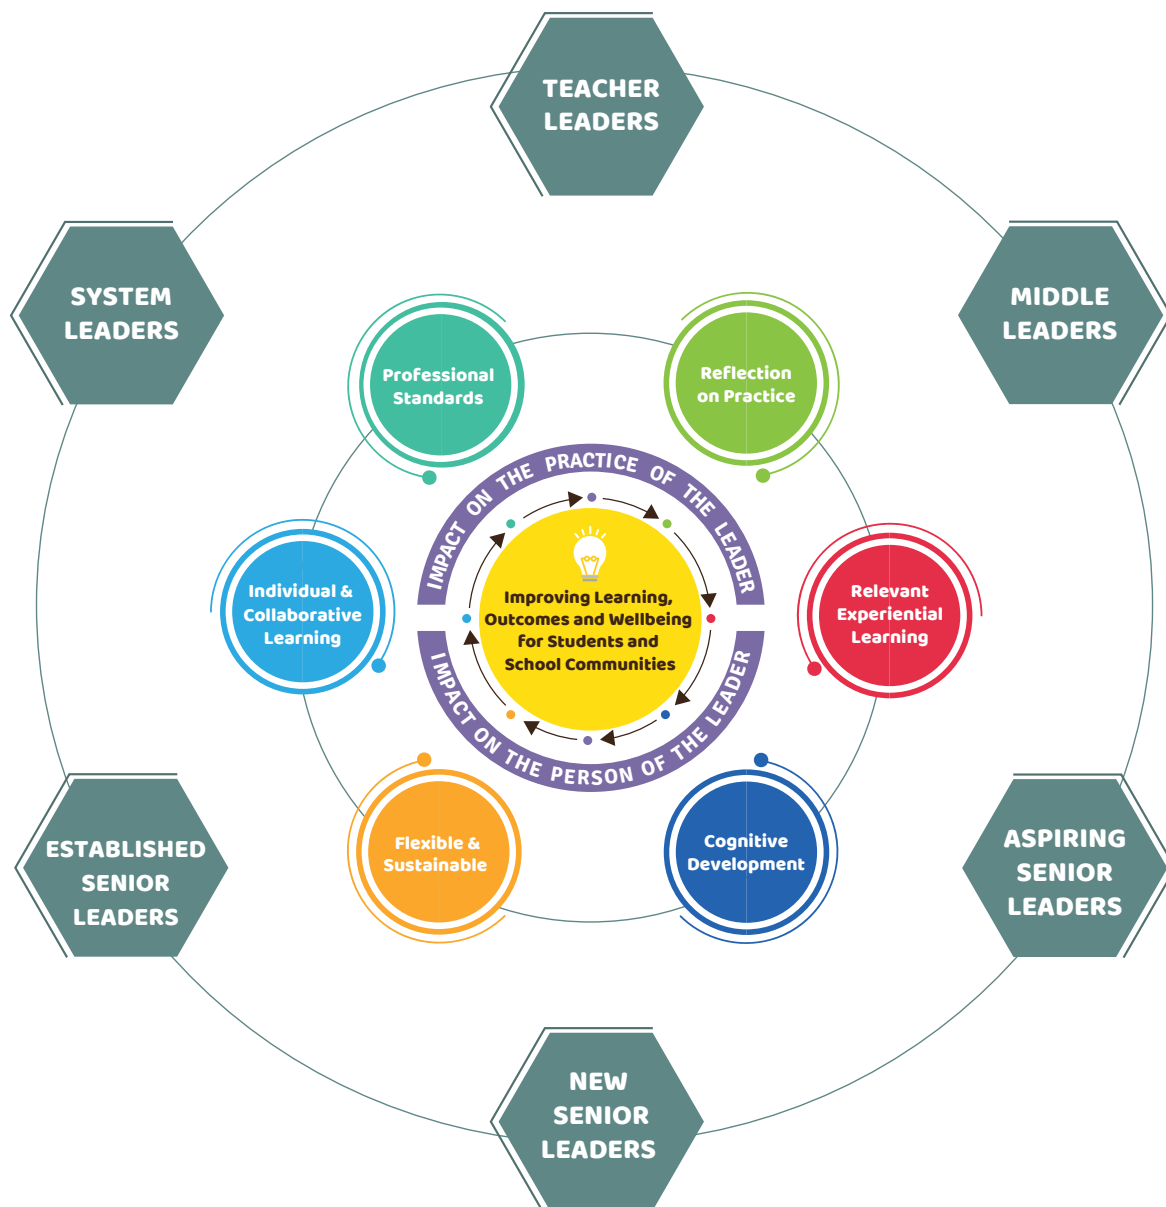 TEACHER
LEADERS
SYSTEM
LEADERS
MIDDLE
LEADERS
Professional
Standards
Reflection
on Practice
IMPACT ON THE PRACTICE OF THE LEADER
Individual &
Collaborative
Learning
Improving Learning,
Outcomes and Wellbeing
for Students and
School Communities
Relevant
Experiential
Learning
IMPACT ON THE PERSON OF THE LEADER
Flexible &
Sustainable
Cognitive
Development
ESTABLISHED
SENIOR
LEADERS
ASPIRING
SENIOR
LEADERS
NEW
SENIOR
LEADERS